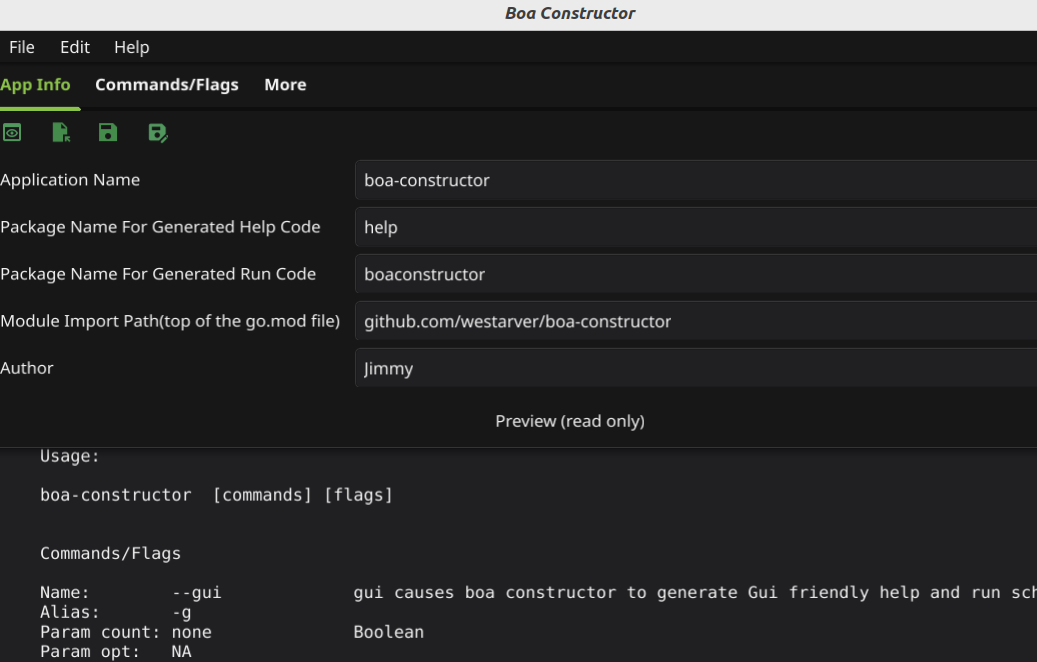 Boa Constructor
File Edit Help
App Info Commands/Flags More
Application Name boa-constructor
Package Name For Generated Help Code help
Package Name For Generated Run Code boaconstructor
Module Import Path(top of the go.mod file) github.com/westarver/boa-constructor
Author Jimmy
Preview (read only)
Usage:
boa-constructor [commands] [flags]
Commands/Flags
Name: --gui gui causes boa constructor to generate Gui friendly help and run
Alias: -g
Param count: none Boolean
Param opt: NA